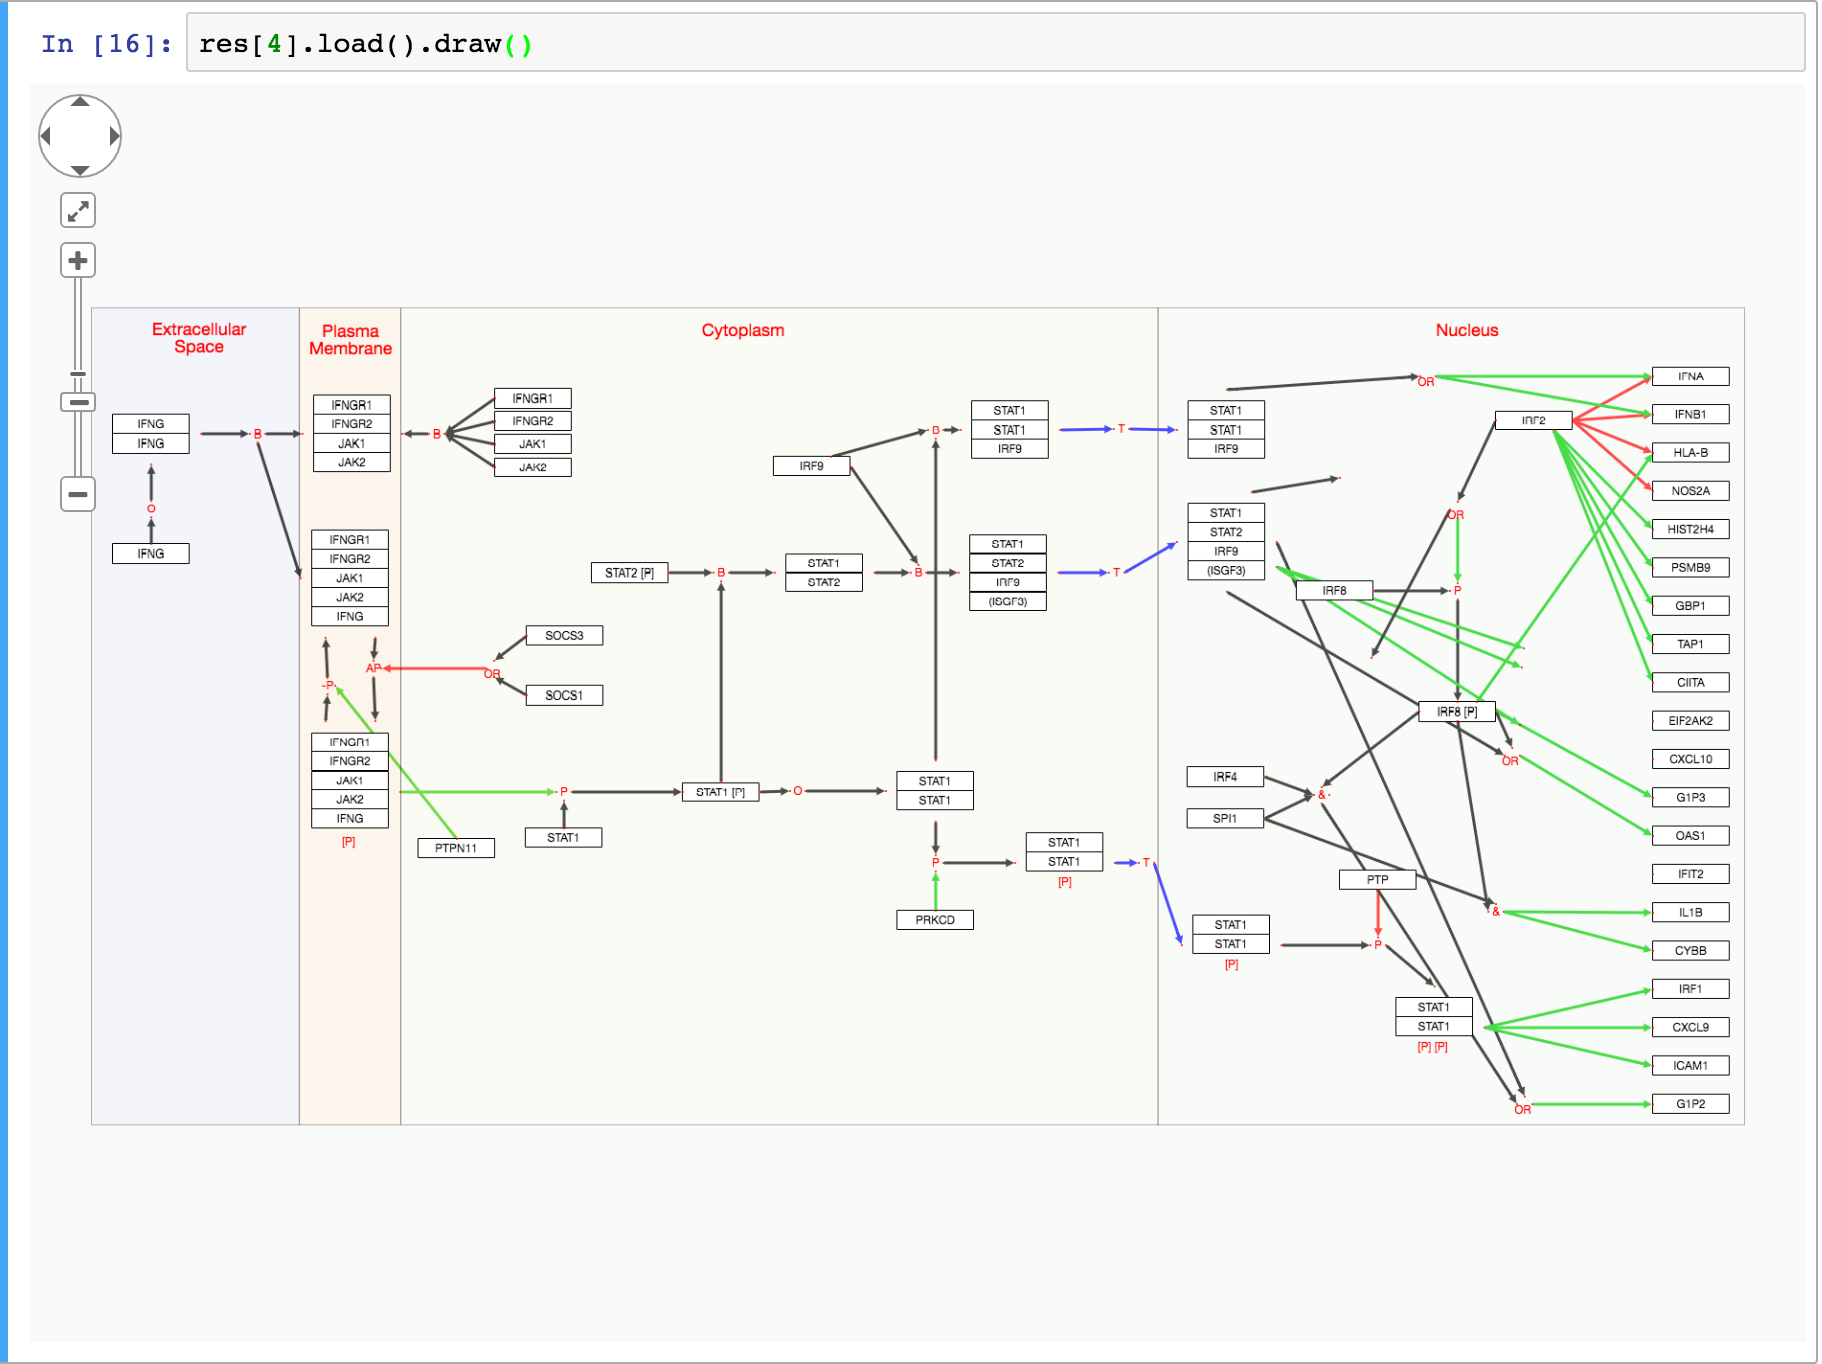 In [16]: res[4].load().draw()
Extracellular
Space
Plasma
Membrane
Cytoplasm
Nucleus
IFNG
IFNG
B
O
IFNG
IFNGR1
IFNGR2
JAK1
JAK2
B
IFNGR1
IFNGR2
JAK1
JAK2
IFNGR1
IFNGR2
JAK1
JAK2
IFNG
AP
-P
OR
SOCS3
SOCS1
IFNGR1
IFNGR2
JAK1
JAK2
IFNG
[P]
PTPN11
P
STAT1
STAT2 [P]
B
STAT1
STAT2
STAT1 [P]
O
STAT1
STAT1
IRF9
B
B
STAT1
STAT1
IRF9
T
STAT1
STAT2
IRF9
(ISGF3)
T
P
PRKCD
STAT1
STAT1
[P]
T
STAT1
STAT1
IRF9
STAT1
STAT2
IRF9
(ISGF3)
OR
IRF2
OR
IRF8
P
IRF8 [P]
OR
IRF4
SPI1
&
PTP
&
STAT1
STAT1
[P]
P
STAT1
STAT1
[P] [P]
OR
IFNA
IFNB1
HLA-B
NOS2A
HIST2H4
PSMB9
GBP1
TAP1
CIITA
EIF2AK2
CXCL10
G1P3
OAS1
IFIT2
IL1B
CYBB
IRF1
CXCL9
ICAM1
G1P2